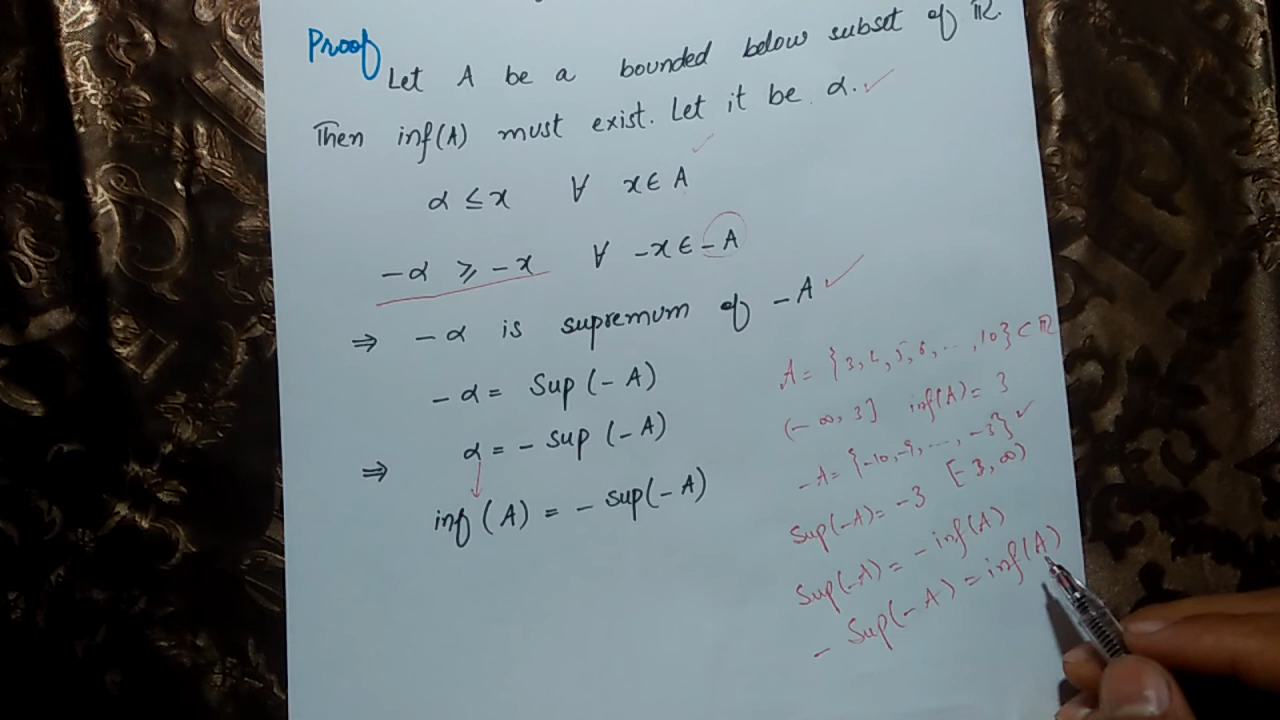 Proof
Let A be a bounded below subset of ℝ.
Then inf(A) must exist. Let it be α.
α ≤ x ∀ x ∈ A
-α ≥ -x ∀ -x ∈ -A
⇒ -α is supremum of -A
-α = Sup (-A)
⇒ α = - sup (-A)
inf (A) = - sup(-A)
A = {3, 4, 5, 6, ..., 10} ⊂ ℝ
(-∞, 3] inf(A) = 3
-A = {-10, -9, ..., -3}
Sup(-A) = -3 [-3, ∞)
Sup(-A) = - inf(A)
- Sup(-A) = inf(A)